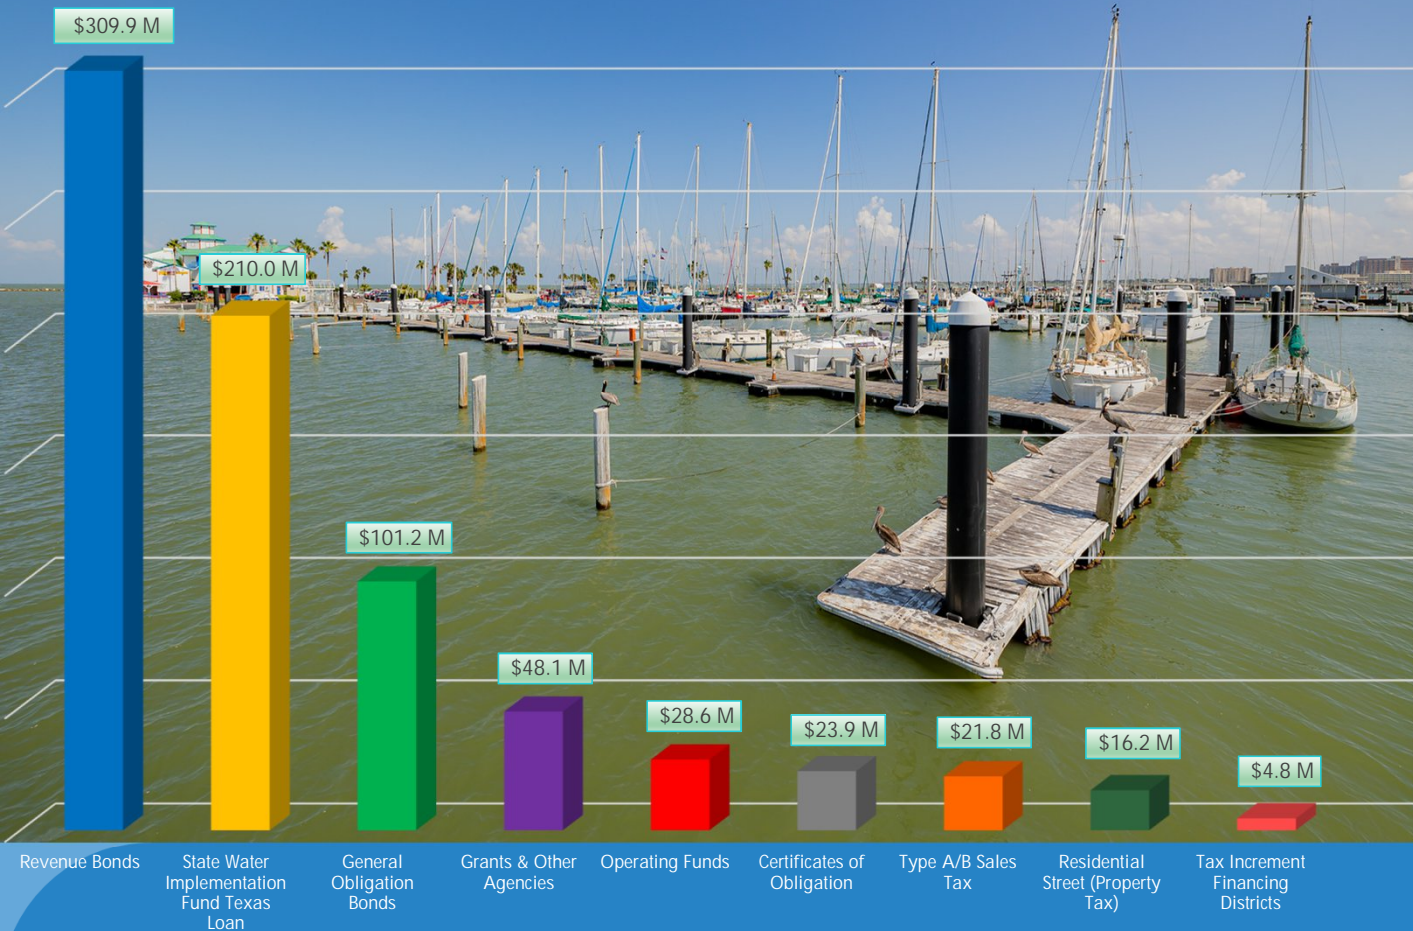 $309.9 M
$210.0 M
$101.2 M
$48.1 M
$28.6 M
$23.9 M
$21.8 M
$16.2 M
$4.8 M
Revenue Bonds
State Water
Implementation
Fund Texas
Loan
General
Obligation
Bonds
Grants & Other
Agencies
Operating Funds
Certificates of
Obligation
Type A/B Sales
Tax
Residential
Street (Property
Tax)
Tax Increment
Financing
Districts